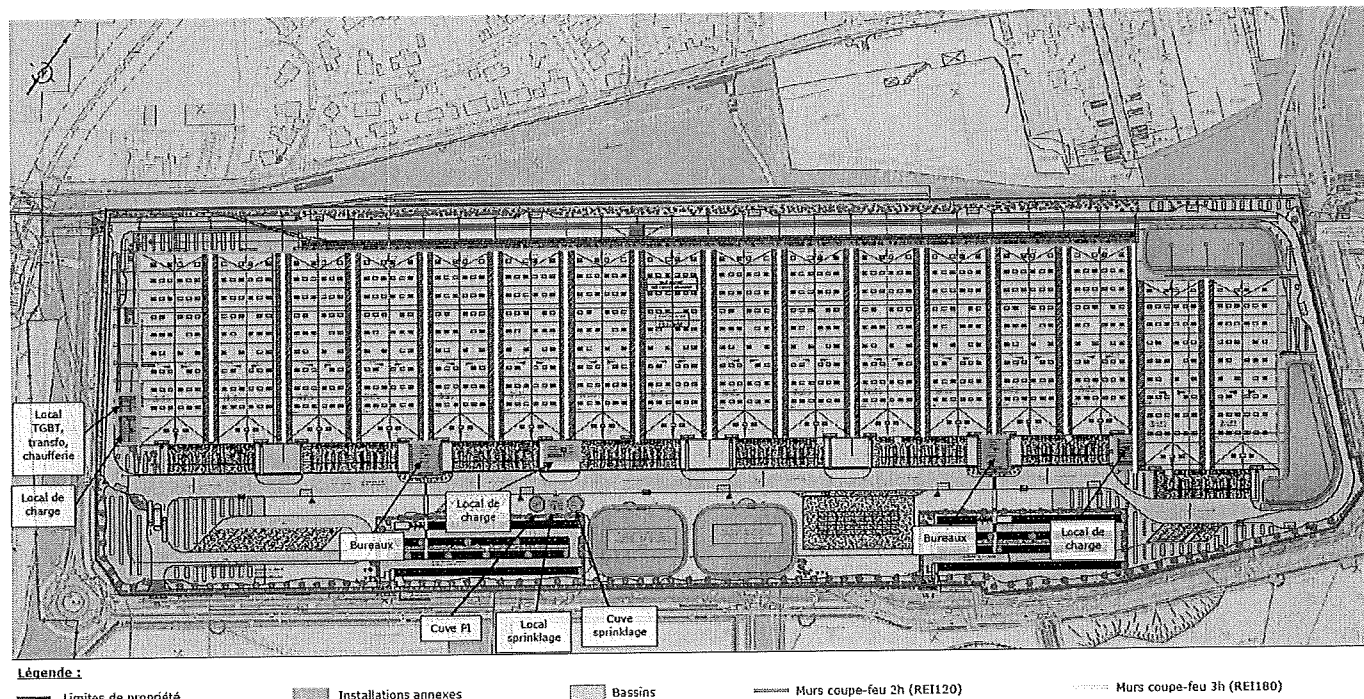 Local
TGBT,
transfo,
chaufferie
Local de
charge
Bureaux
Local de
charge
Cuve PI
Local
sprinklage
Cuve
sprinklage
Bureaux
Local de
charge
Légende :
Limites de propriété
Installations annexes
Bassins
Murs coupe-feu 2h (REI120)
Murs coupe-feu 3h (REI180)